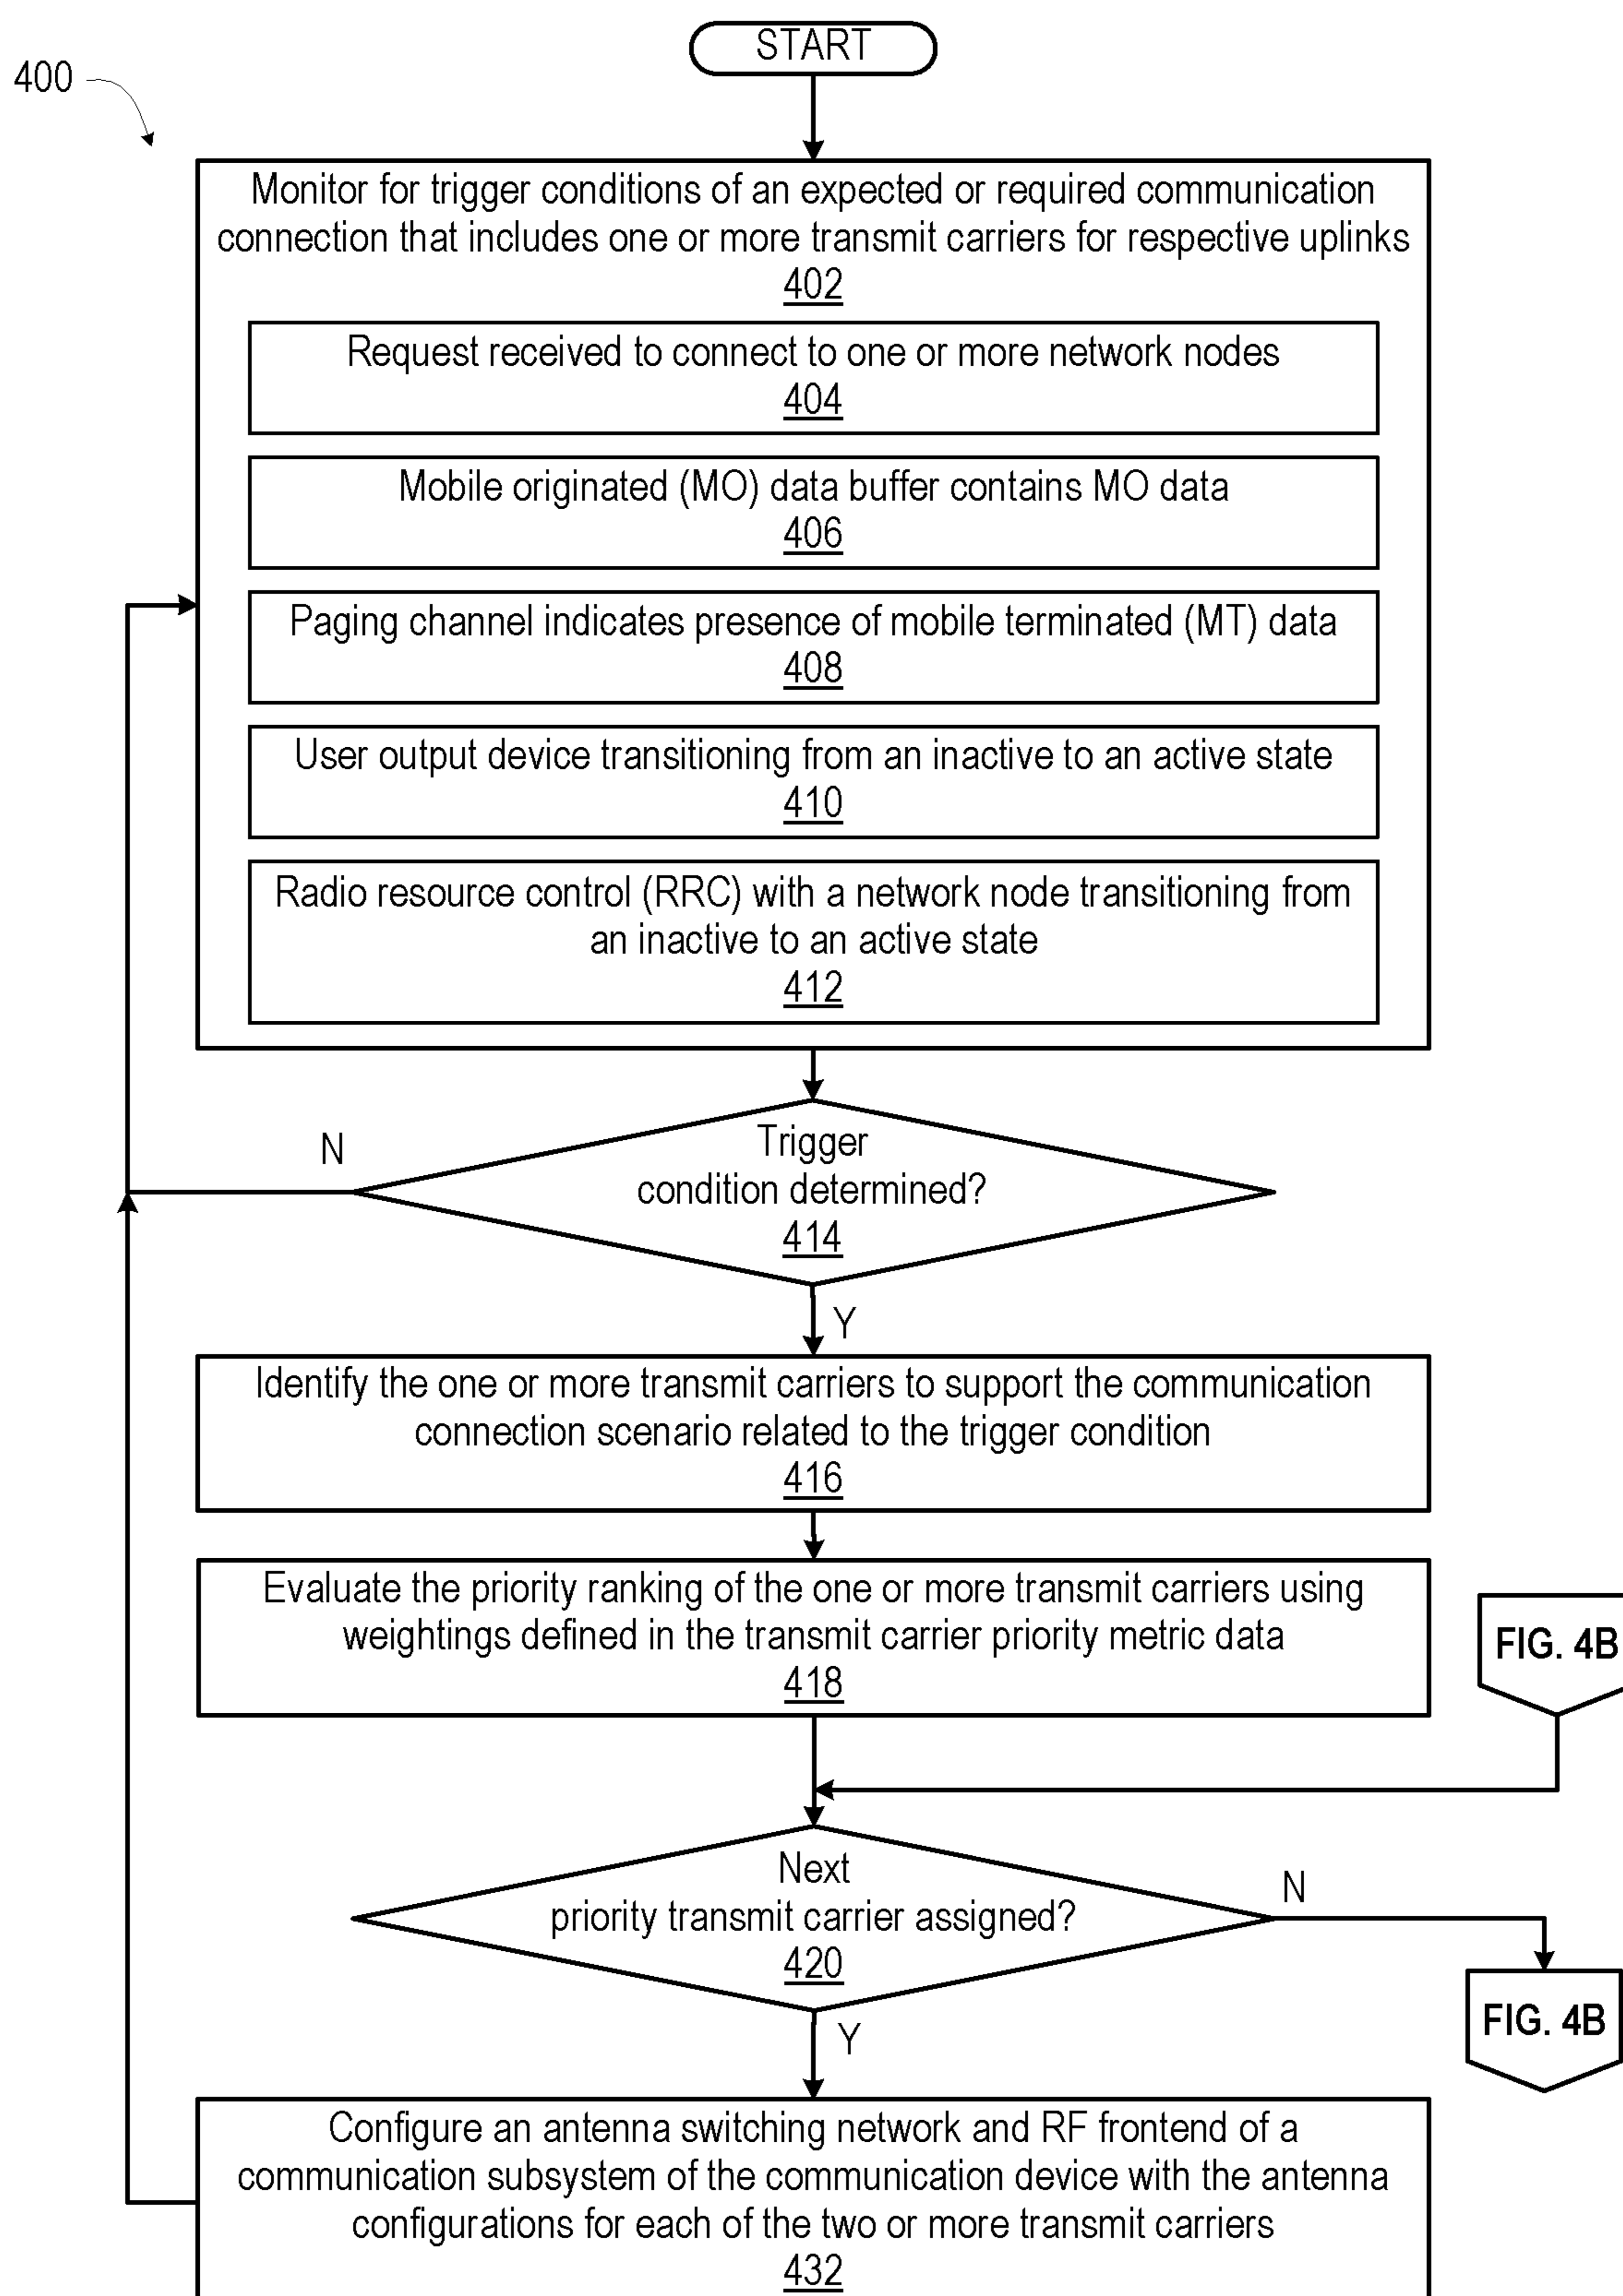 START
400
Monitor for trigger conditions of an expected or required communication
connection that includes one or more transmit carriers for respective uplinks
402
Request received to connect to one or more network nodes
404
Mobile originated (MO) data buffer contains MO data
406
Paging channel indicates presence of mobile terminated (MT) data
408
User output device transitioning from an inactive to an active state
410
Radio resource control (RRC) with a network node transitioning from
an inactive to an active state
412
N
Trigger
condition determined?
414
Y
Identify the one or more transmit carriers to support the communication
connection scenario related to the trigger condition
416
Evaluate the priority ranking of the one or more transmit carriers using
weightings defined in the transmit carrier priority metric data
418
FIG. 4B
Next
priority transmit carrier assigned?
420
N
FIG. 4B
Y
Configure an antenna switching network and RF frontend of a
communication subsystem of the communication device with the antenna
configurations for each of the two or more transmit carriers
432